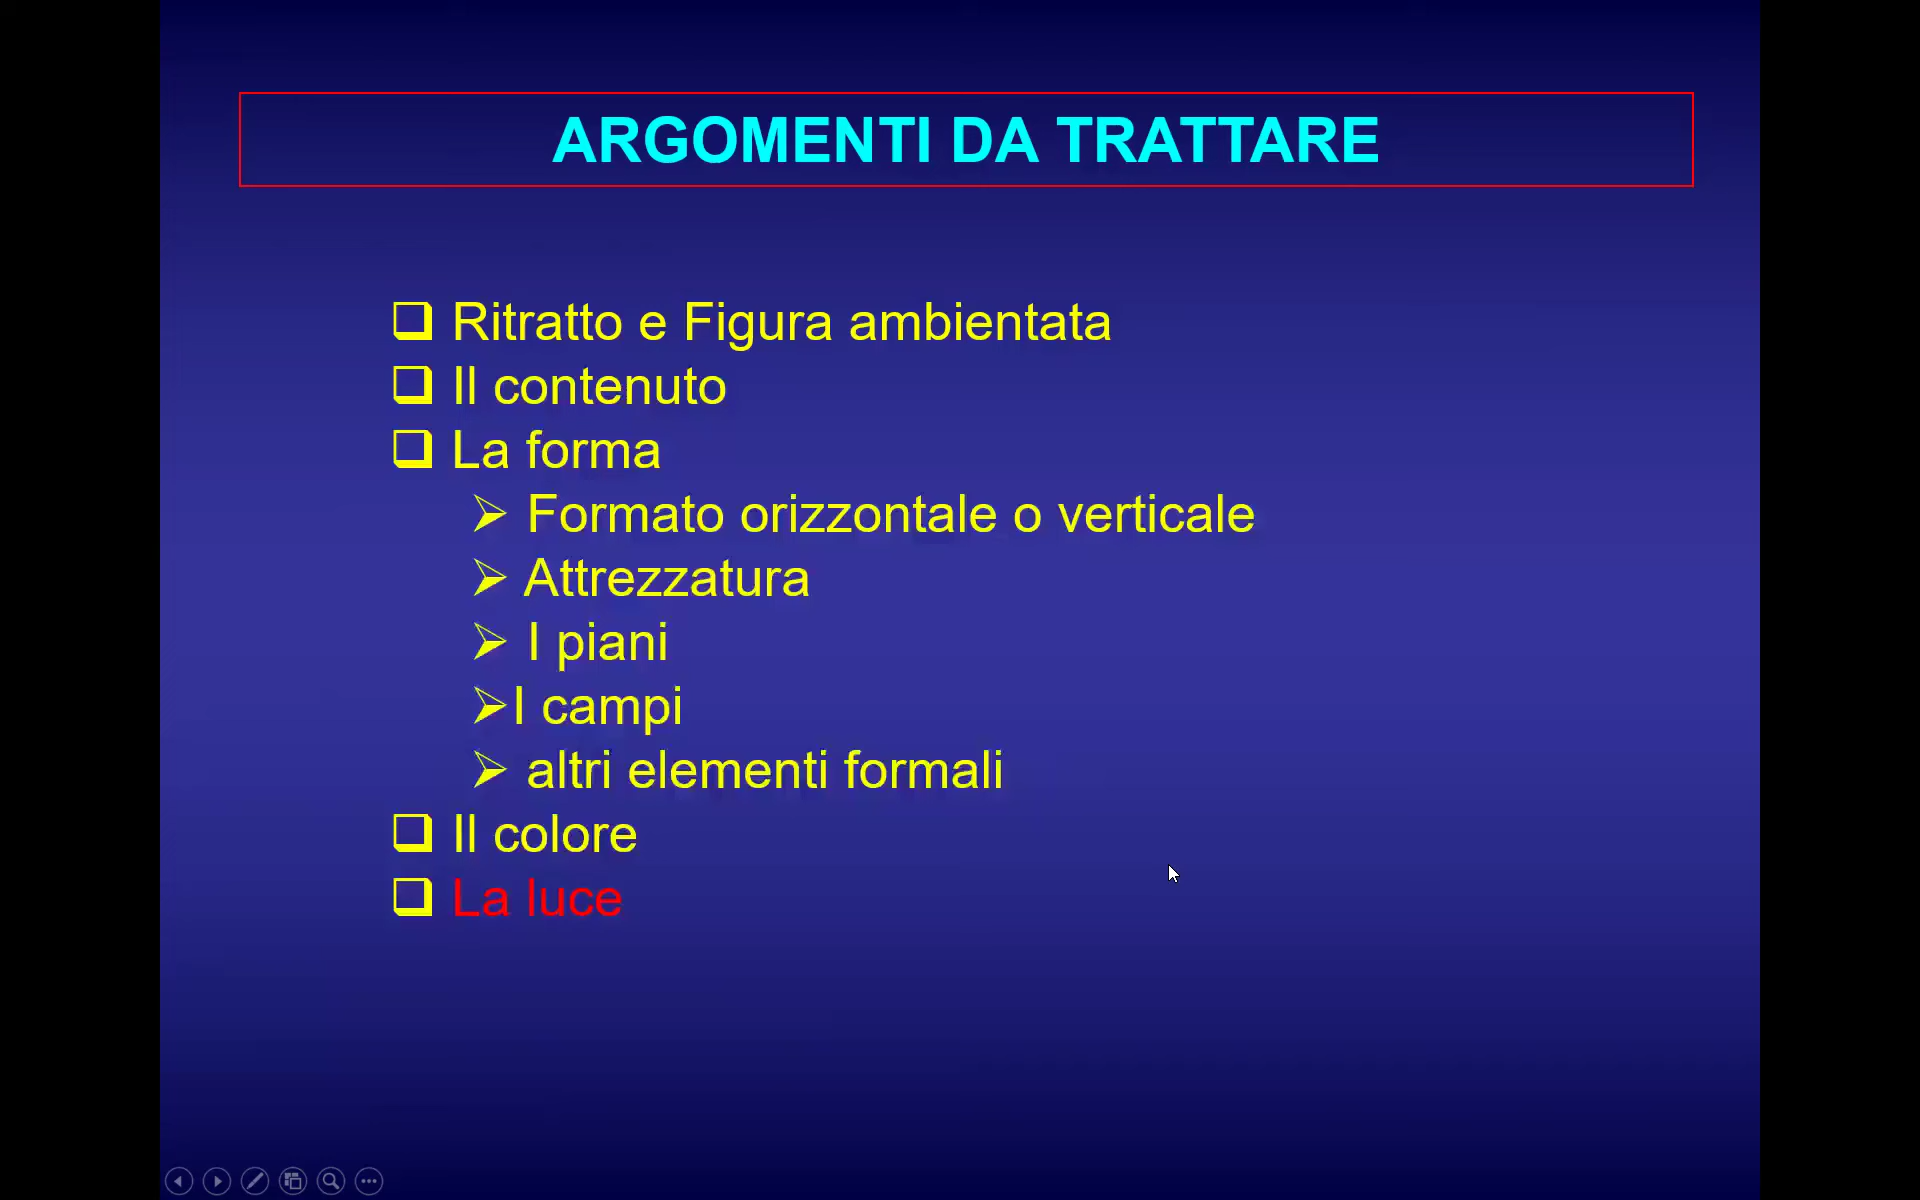 ARGOMENTI DA TRATTARE
Ritratto e Figura ambientata
Il contenuto
La forma
Formato orizzontale o verticale
Attrezzatura
I piani
I campi
altri elementi formali
Il colore
La luce